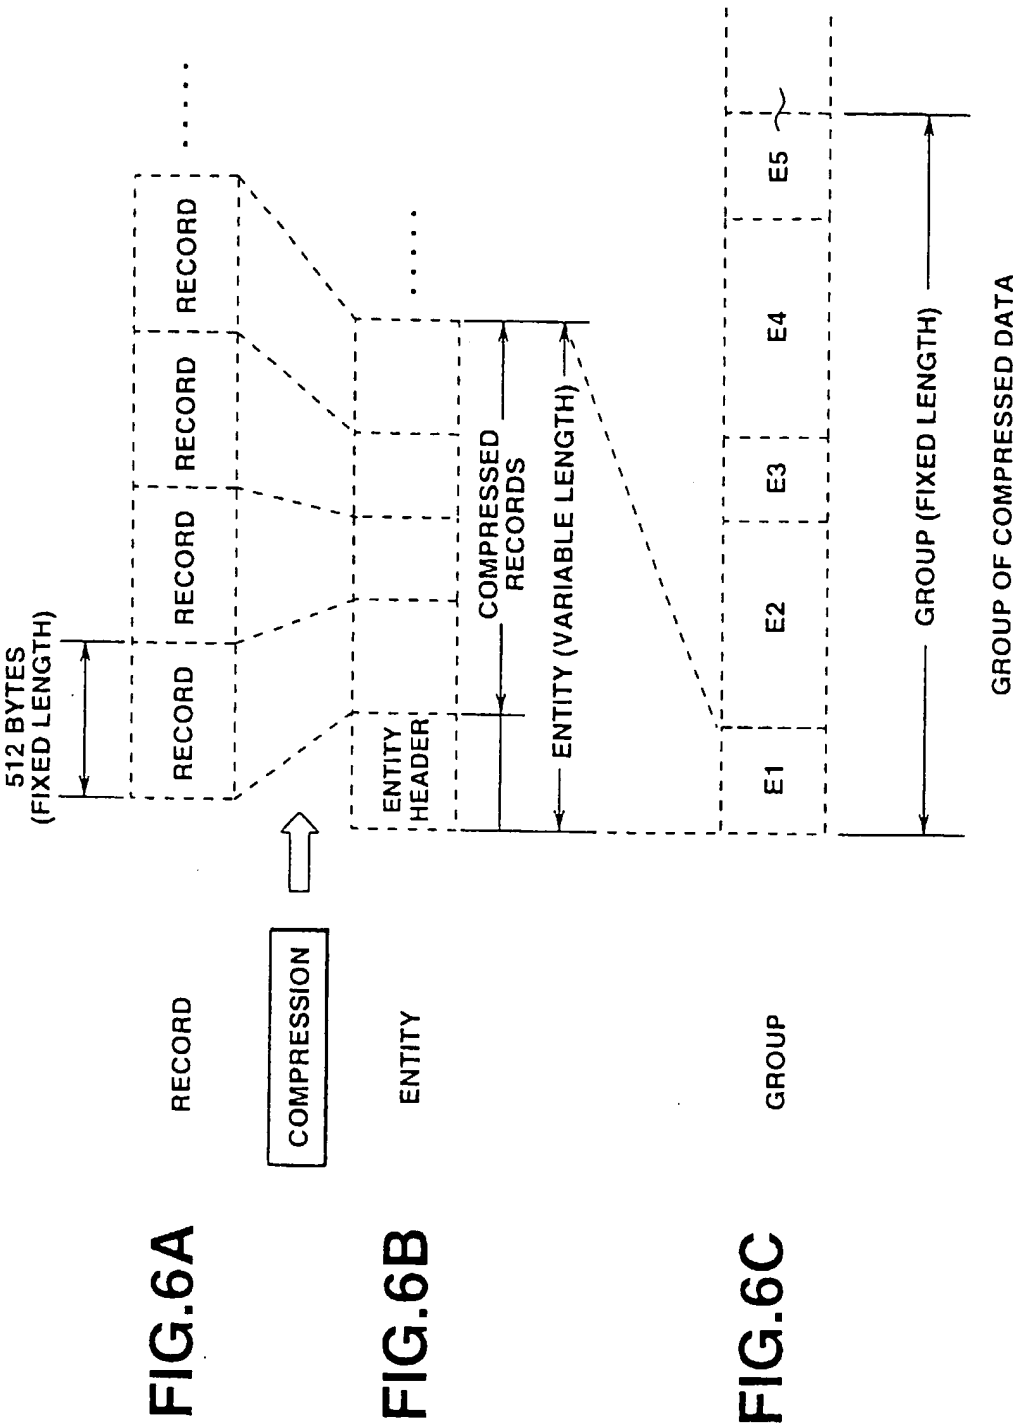 FIG.6A
RECORD
512 BYTES
(FIXED LENGTH)
RECORD
RECORD
RECORD
RECORD
.....
COMPRESSION
FIG.6B
ENTITY
ENTITY
HEADER
.....
COMPRESSED
RECORDS
ENTITY (VARIABLE LENGTH)
FIG.6C
GROUP
E1
E2
E3
E4
E5
GROUP (FIXED LENGTH)
GROUP OF COMPRESSED DATA